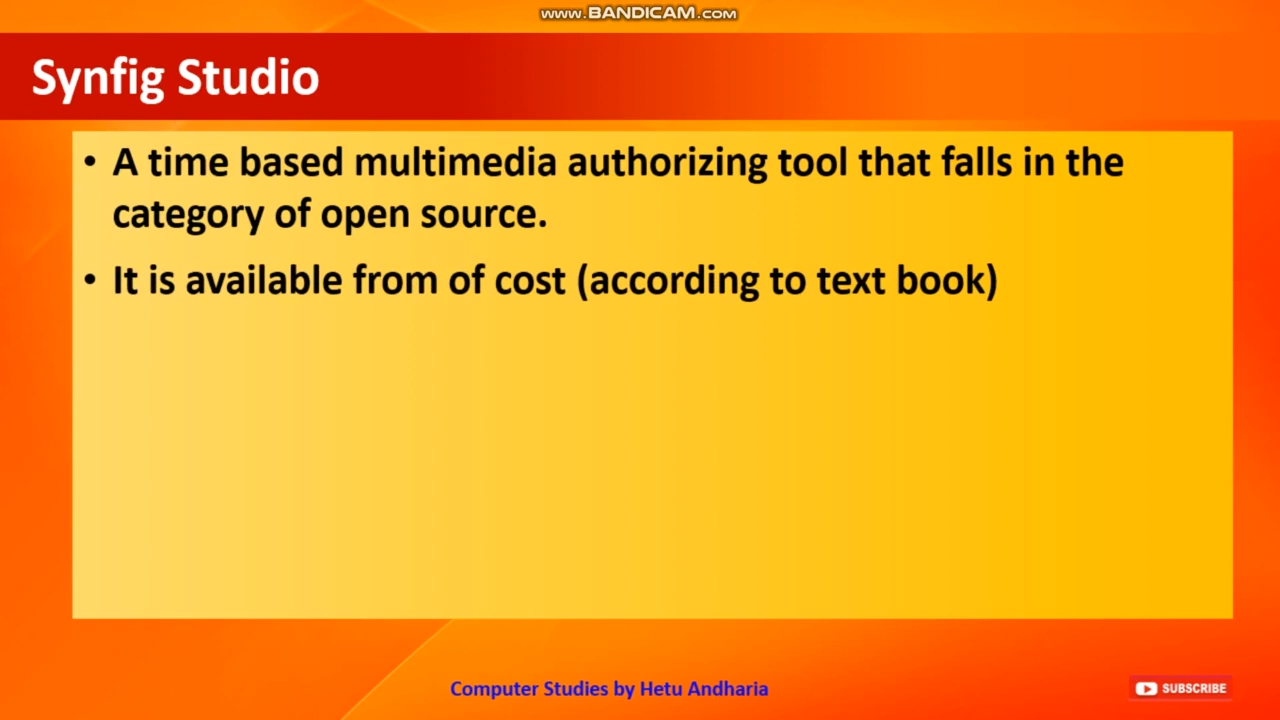 www.BANDICAM.com
Synfig Studio
• A time based multimedia authorizing tool that falls in the
category of open source.
• It is available from of cost (according to text book)
Computer Studies by Hetu Andharia
SUBSCRIBE